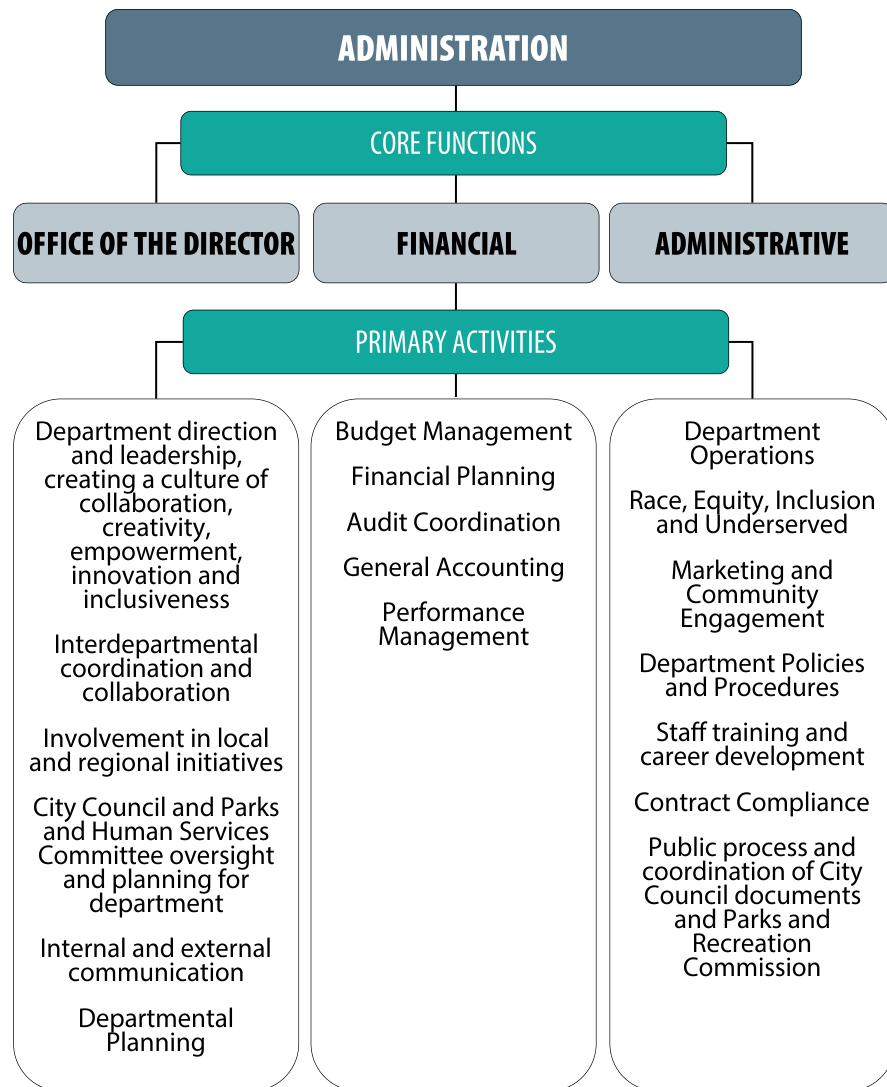 ADMINISTRATION
CORE FUNCTIONS
OFFICE OF THE DIRECTOR
FINANCIAL
ADMINISTRATIVE
PRIMARY ACTIVITIES
Department direction
and leadership,
creating a culture of
collaboration,
creativity,
empowerment,
innovation and
inclusiveness
Interdepartmental
coordination and
collaboration
Involvement in local
and regional initiatives
City Council and Parks
and Human Services
Committee oversight
and planning for
department
Internal and external
communication
Departmental
Planning
Budget Management
Financial Planning
Audit Coordination
General Accounting
Performance
Management
Department
Operations
Race, Equity, Inclusion
and Underserved
Marketing and
Community
Engagement
Department Policies
and Procedures
Staff training and
career development
Contract Compliance
Public process and
coordination of City
Council documents
and Parks and
Recreation
Commission